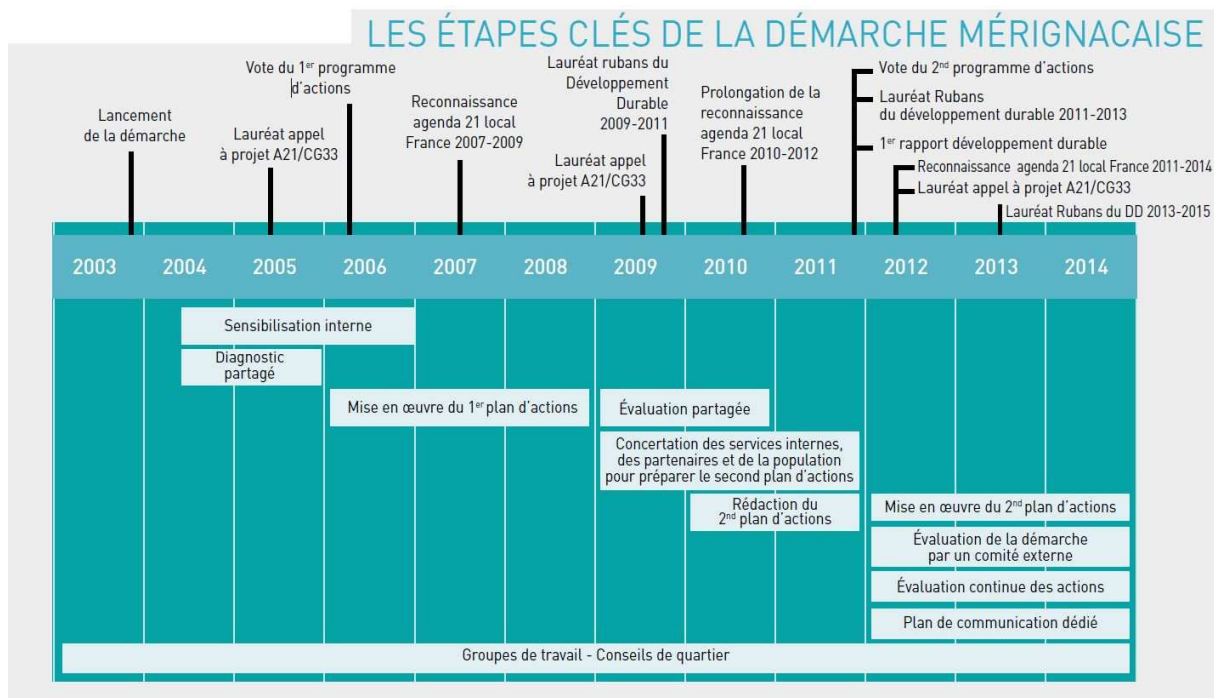 LES ÉTAPES CLÉS DE LA DÉMARCHE MÉRIGNACAISE
Lancement
de la démarche
Lauréat appel
à projet A21/CG33
Vote du 1er programme
d'actions
Reconnaissance
agenda 21 local
France 2007-2009
Lauréat appel
à projet A21/CG33
Lauréat rubans du
Développement
Durable
2009-2011
Prolongation de la
reconnaissance
agenda 21 local
France 2010-2012
Vote du 2nd programme d'actions
Lauréat Rubans
du développement durable 2011-2013
1er rapport développement durable
Reconnaissance agenda 21 local France 2011-2014
Lauréat appel à projet A21/CG33
Lauréat Rubans du DD 2013-2015
2003 2004 2005 2006 2007 2008 2009 2010 2011 2012 2013 2014
Sensibilisation interne
Diagnostic
partagé
Mise en œuvre du 1er plan d'actions
Évaluation partagée
Concertation des services internes,
des partenaires et de la population
pour préparer le second plan d'actions
Rédaction du
2nd plan d'actions
Mise en œuvre du 2nd plan d'actions
Évaluation de la démarche
par un comité externe
Évaluation continue des actions
Plan de communication dédié
Groupes de travail - Conseils de quartier